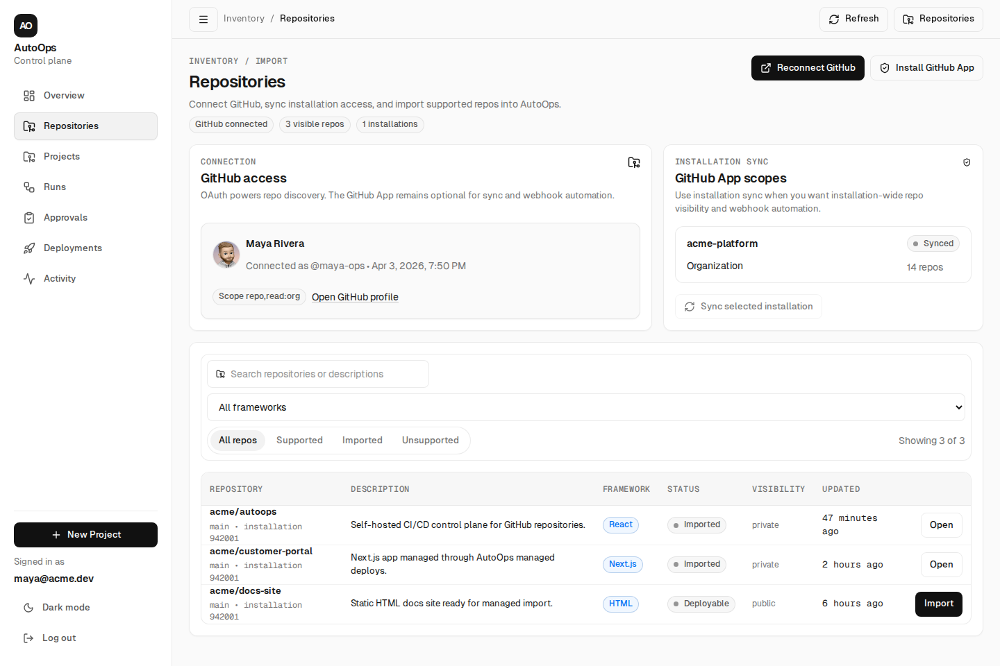 AO
AutoOps
Control plane
Overview
Repositories
Projects
Runs
Approvals
Deployments
Activity
New Project
Signed in as
maya@acme.dev
Dark mode
Log out
Inventory / Repositories
Refresh
Repositories
INVENTORY / IMPORT
Repositories
Connect GitHub, sync installation access, and import supported repos into AutoOps.
GitHub connected
3 visible repos
1 installations
Reconnect GitHub
Install GitHub App
CONNECTION
GitHub access
OAuth powers repo discovery. The GitHub App remains optional for sync and webhook automation.
Maya Rivera
Connected as @maya-ops • Apr 3, 2026, 7:50 PM
Scope repo,read:org
Open GitHub profile
INSTALLATION SYNC
GitHub App scopes
Use installation sync when you want installation-wide repo
visibility and webhook automation.
acme-platform
Synced
Organization
14 repos
Sync selected installation
Search repositories or descriptions
All frameworks
All repos
Supported
Imported
Unsupported
Showing 3 of 3
REPOSITORY DESCRIPTION FRAMEWORK STATUS VISIBILITY UPDATED
acme/autoops
main • installation
942001
Self-hosted CI/CD control plane for GitHub repositories.
React
Imported
private
47 minutes
ago
Open
acme/customer-portal
main • installation
942001
Next.js app managed through AutoOps managed
deploys.
Next.js
Imported
private
2 hours ago
Open
acme/docs-site
main • installation
942001
Static HTML docs site ready for managed import.
HTML
Deployable
public
6 hours ago
Import